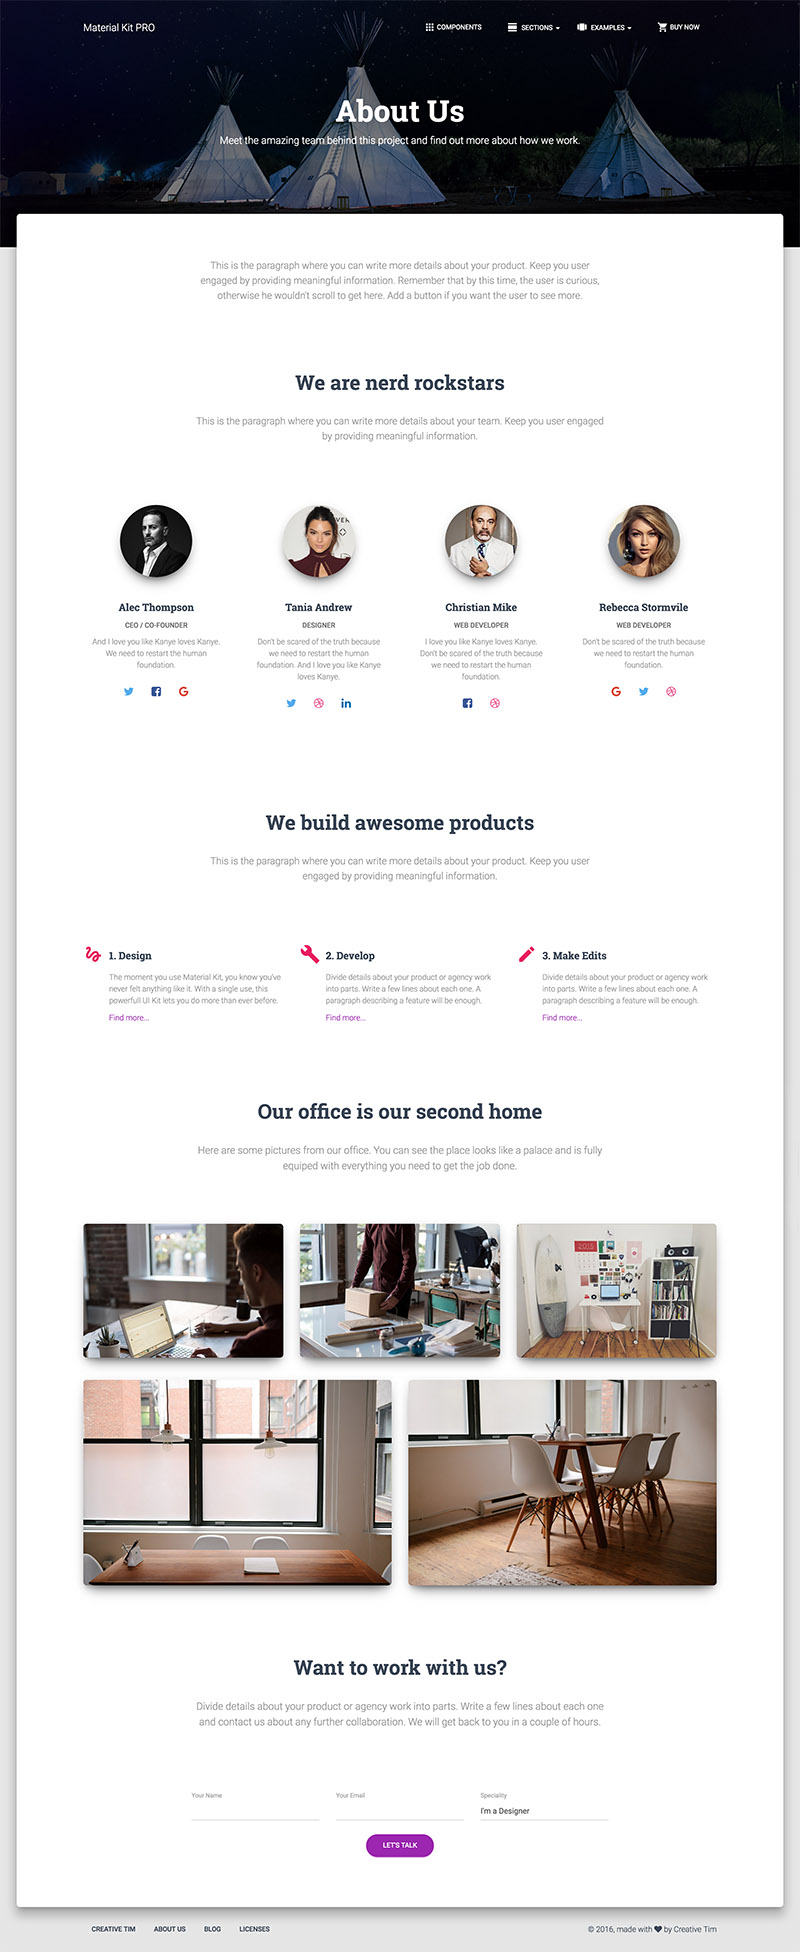 Material Kit PRO
COMPONENTS
SECTIONS
EXAMPLES
BUY NOW
About Us
Meet the amazing team behind this project and find out more about how we work.
This is the paragraph where you can write more details about your product. Keep you user
engaged by providing meaningful information. Remember that by this time, the user is curious,
otherwise he wouldn't scroll to get here. Add a button if you want the user to see more.
We are nerd rockstars
This is the paragraph where you can write more details about your team. Keep you user engaged
by providing meaningful information.
Alec Thompson
CEO / CO-FOUNDER
And I love you like Kanye loves Kanye.
We need to restart the human
foundation.
Tania Andrew
DESIGNER
Don't be scared of the truth because
we need to restart the human
foundation. And I love you like Kanye
loves Kanye.
Christian Mike
WEB DEVELOPER
I love you like Kanye loves Kanye.
Don't be scared of the truth because
we need to restart the human
foundation.
Rebecca Stormvile
WEB DEVELOPER
Don't be scared of the truth because
we need to restart the human
foundation.
We build awesome products
This is the paragraph where you can write more details about your product. Keep you user
engaged by providing meaningful information.
1. Design
The moment you use Material Kit, you know you've
never felt anything like it. With a single use, this
powerfull UI Kit lets you do more than ever before.
Find more...
2. Develop
Divide details about your product or agency work
into parts. Write a few lines about each one. A
paragraph describing a feature will be enough.
Find more...
3. Make Edits
Divide details about your product or agency work
into parts. Write a few lines about each one. A
paragraph describing a feature will be enough.
Find more...
Our office is our second home
Here are some pictures from our office. You can see the place looks like a palace and is fully
equiped with everything you need to get the job done.
Want to work with us?
Divide details about your product or agency work into parts. Write a few lines about each one
and contact us about any further collaboration. We will get back to you in a couple of hours.
Your Name
Your Email
Speciality
I'm a Designer
LET'S TALK
CREATIVE TIM
ABOUT US
BLOG
LICENSES
© 2016, made with ♥ by Creative Tim